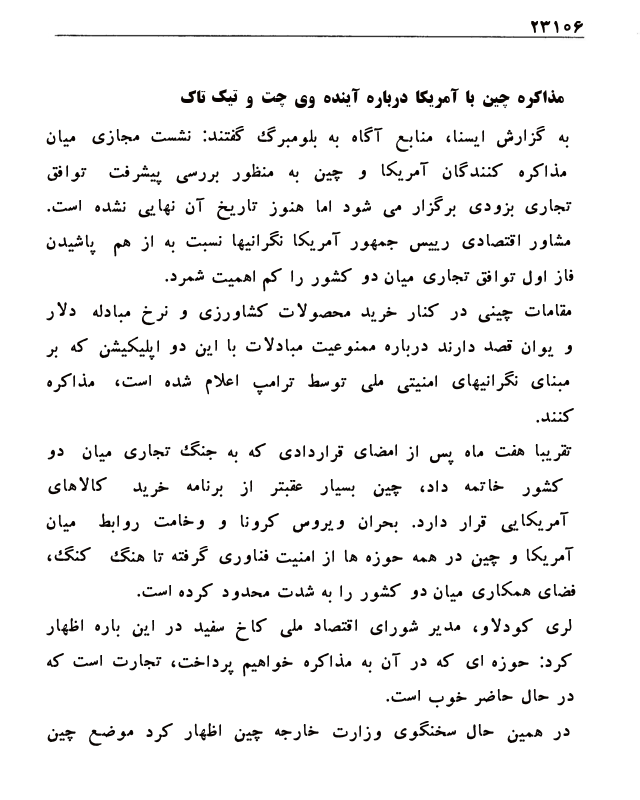 ۲۳۱۰۶
مذاکره چین با آمریکا درباره آینده وی چت و تیک تاک
به گزارش ایسنا، منابع آگاه به بلومبرگ گفتند: نشست مجازی میان
مذاکره کنندگان آمریکا و چین به منظور بررسی پیشرفت توافق
تجاری بزودی برگزار می شود اما هنوز تاریخ آن نهایی نشده است.
مشاور اقتصادی رییس جمهور آمریکا نگرانیها نسبت به از هم پاشیدن
فاز اول توافق تجاری میان دو کشور را کم اهمیت شمرد.
مقامات چینی در کنار خرید محصولات کشاورزی و نرخ مبادله دلار
و یوان قصد دارند درباره ممنوعیت مبادلات با این دو اپلیکیشن که بر
مبنای نگرانیهای امنیتی ملی توسط ترامپ اعلام شده است، مذاکره
کنند.
تقریبا هفت ماه پس از امضای قراردادی که به جنگ تجاری میان دو
کشور خاتمه داد، چین بسیار عقبتر از برنامه خرید کالاهای
آمریکایی قرار دارد. بحران ویروس کرونا و وخامت روابط میان
آمریکا و چین در همه حوزه ها از امنیت فناوری گرفته تا هنگ کنگ،
فضای همکاری میان دو کشور را به شدت محدود کرده است.
لری کودلاو، مدیر شورای اقتصاد ملی کاخ سفید در این باره اظهار
کرد: حوزه ای که در آن به مذاکره خواهیم پرداخت، تجارت است که
در حال حاضر خوب است.
در همین حال سخنگوی وزارت خارجه چین اظهار کرد موضع چین